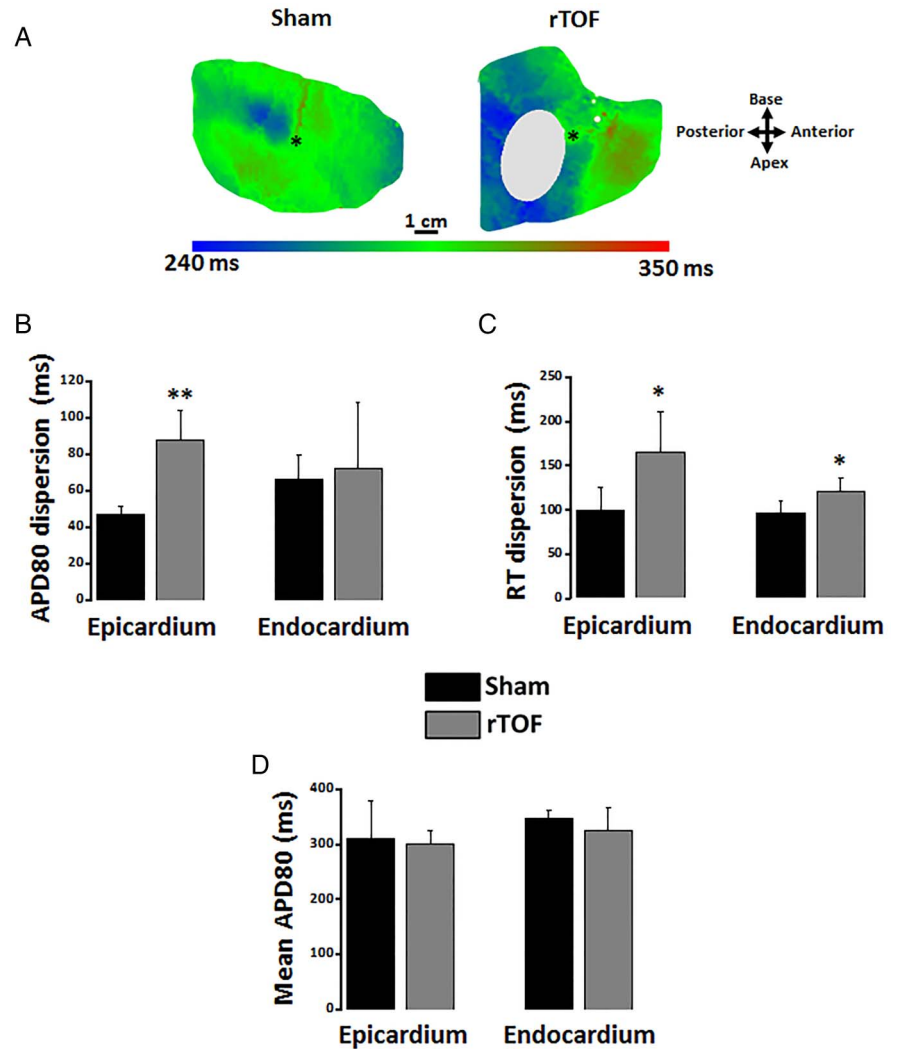 A
Sham
rTOF
*
*
Base
Posterior
Anterior
Apex
1 cm
240 ms
350 ms
B
APD80 dispersion (ms)
120
100
80
60
40
20
0
**
Epicardium
Endocardium
C
RT dispersion (ms)
250
200
150
100
50
0
*
*
Epicardium
Endocardium
Sham
rTOF
D
Mean APD80 (ms)
400
300
200
100
0
Epicardium
Endocardium